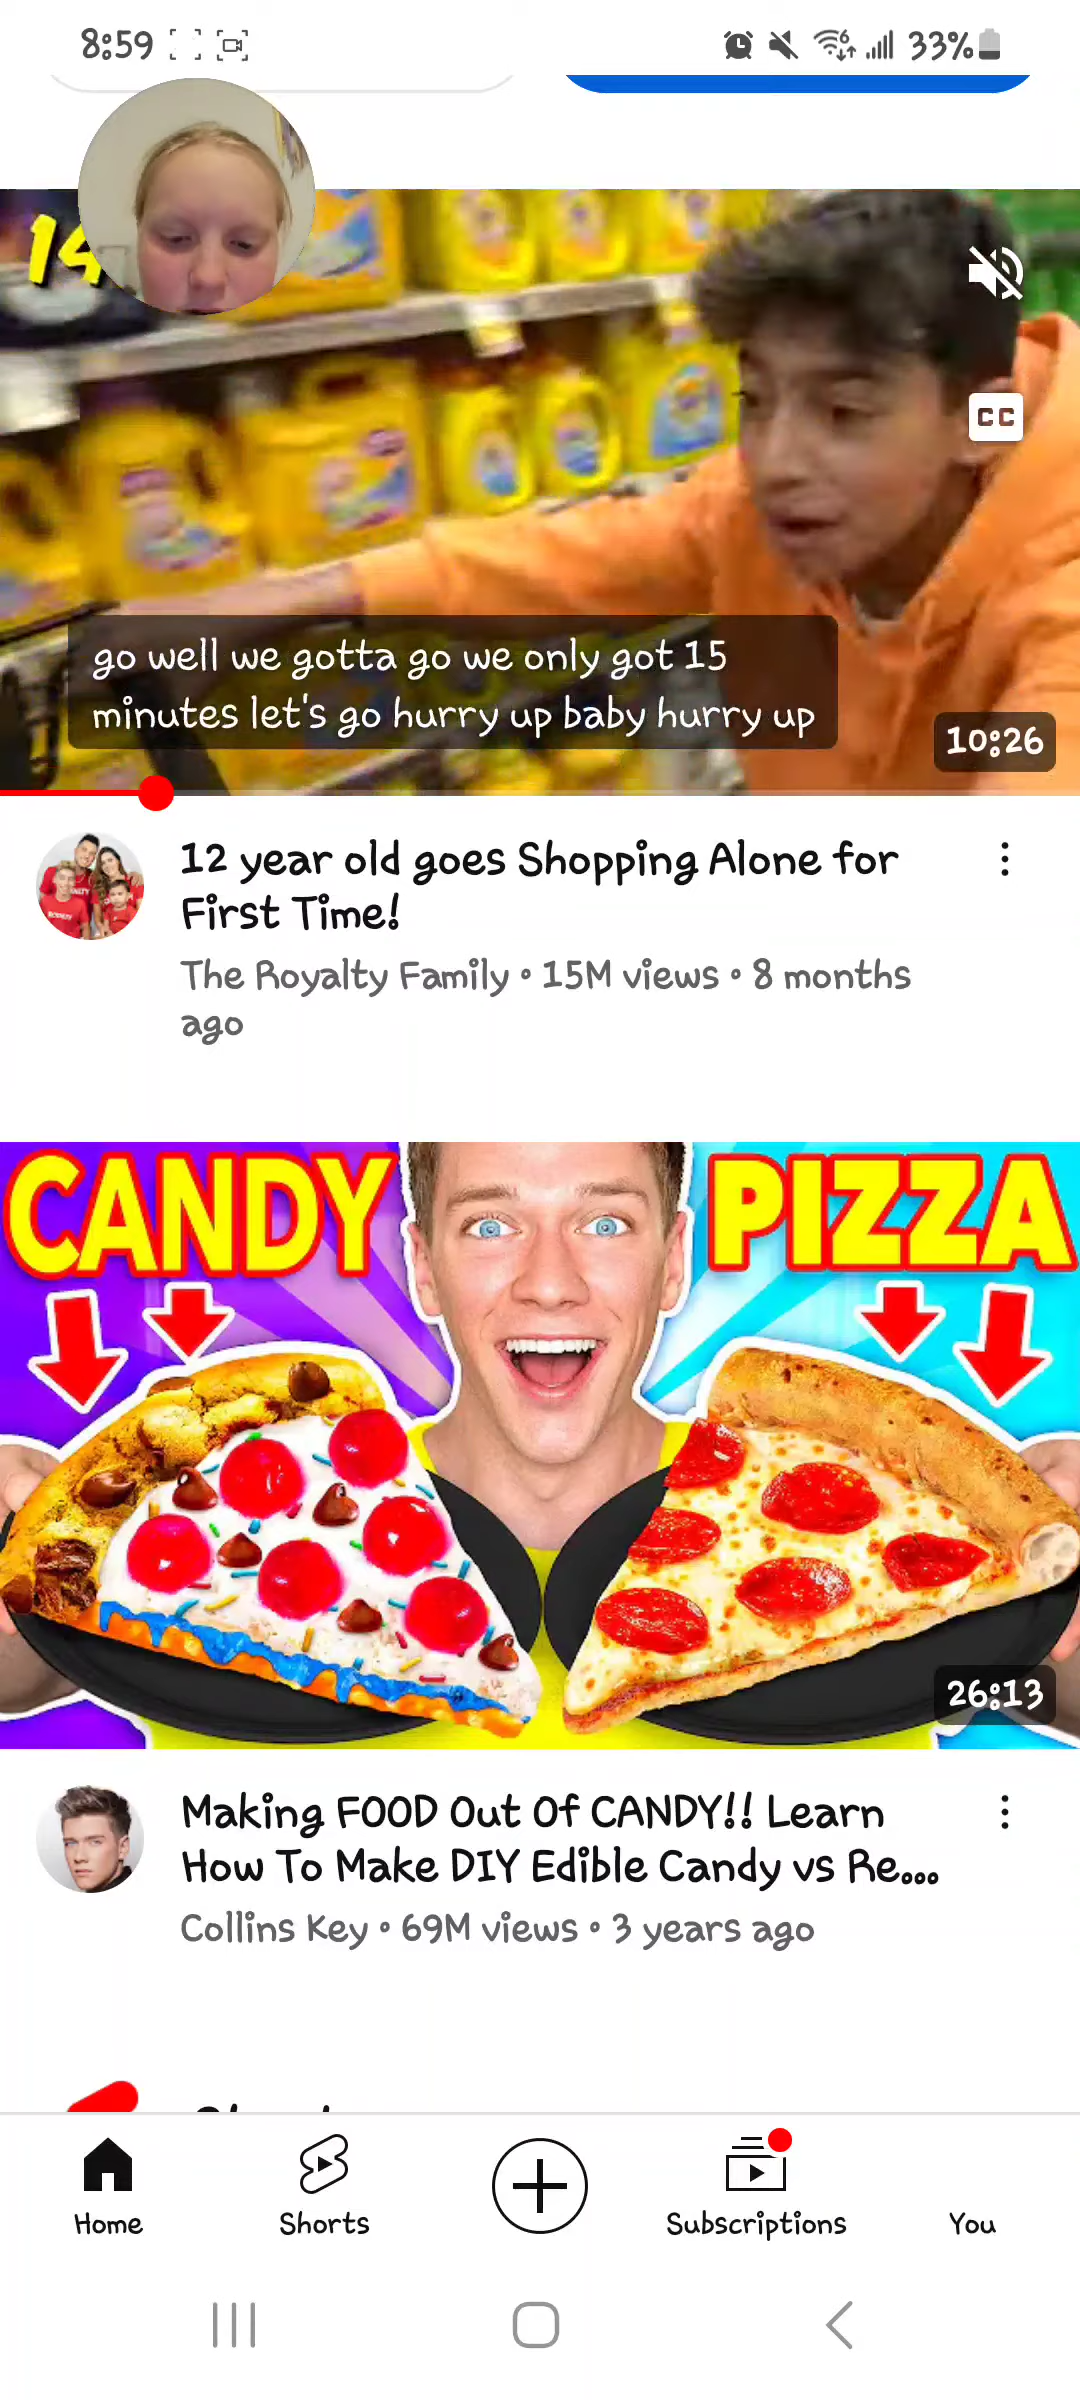 8:59
6
33%
14
CC
go well we gotta go we only got 15
minutes let's go hurry up baby hurry up
10:26
12 year old goes Shopping Alone for
First Time!
The Royalty Family • 15M views • 8 months
ago
CANDY
PIZZA
26:13
Making FOOD Out Of CANDY!! Learn
How To Make DIY Edible Candy vs Re...
Collins Key • 69M views • 3 years ago
Home
Shorts
Subscriptions
You